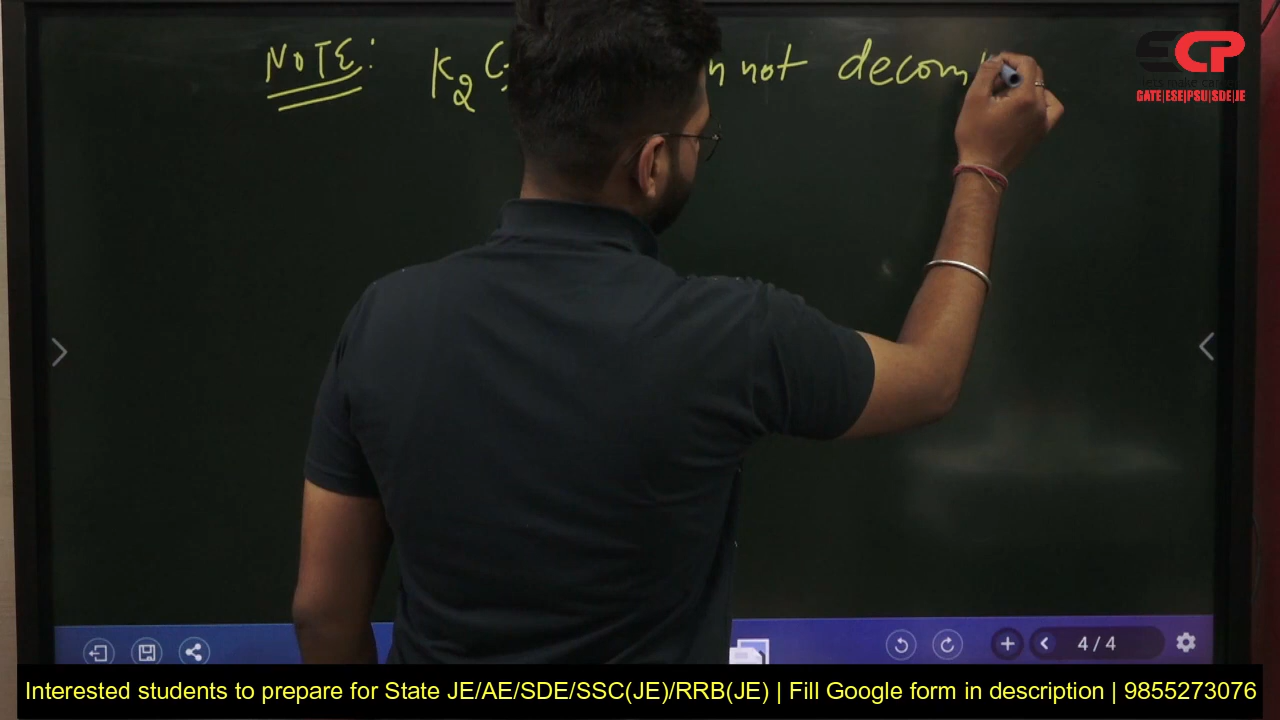 NOTE: K2 C n not decom
ECP
GATE|ESE|PSU|SDE|JE
4 / 4
Interested students to prepare for State JE/AE/SDE/SSC(JE)/RRB(JE) | Fill Google form in description | 9855273076